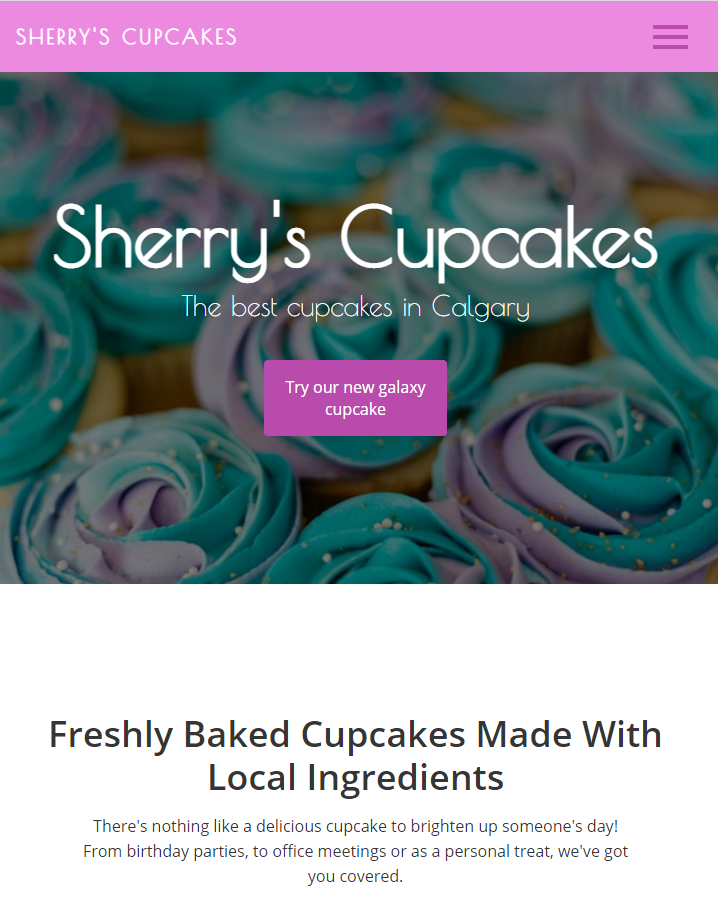 SHERRY'S CUPCAKES
Sherry's Cupcakes
The best cupcakes in Calgary
Try our new galaxy
cupcake
Freshly Baked Cupcakes Made With
Local Ingredients
There's nothing like a delicious cupcake to brighten up someone's day!
From birthday parties, to office meetings or as a personal treat, we've got
you covered.